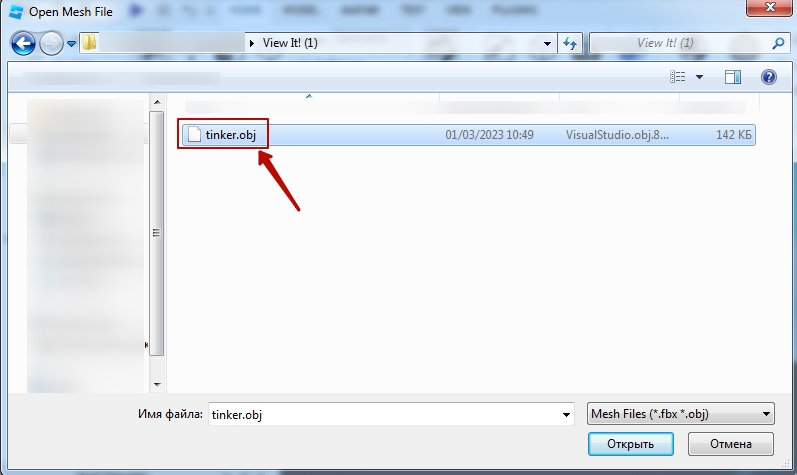 Open Mesh File
View It! (1)
View It! (1)
tinker.obj 01/03/2023 10:49 VisualStudio.obj.8... 142 КБ
Имя файла: tinker.obj Mesh Files (*.fbx *.obj)
Открыть Отмена